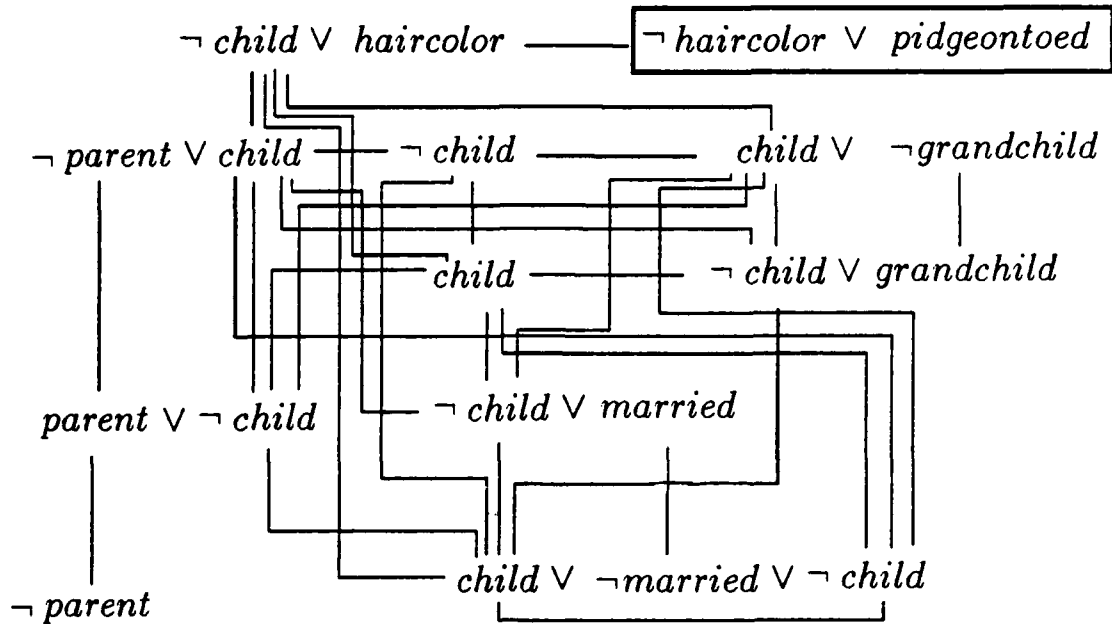 ¬ child ∨ haircolor ¬ haircolor ∨ pidgeontoed
¬ parent ∨ child ¬ child child ∨ ¬grandchild
child ¬ child ∨ grandchild
parent ∨ ¬ child ¬ child ∨ married
child ∨ ¬married ∨ ¬ child
¬ parent